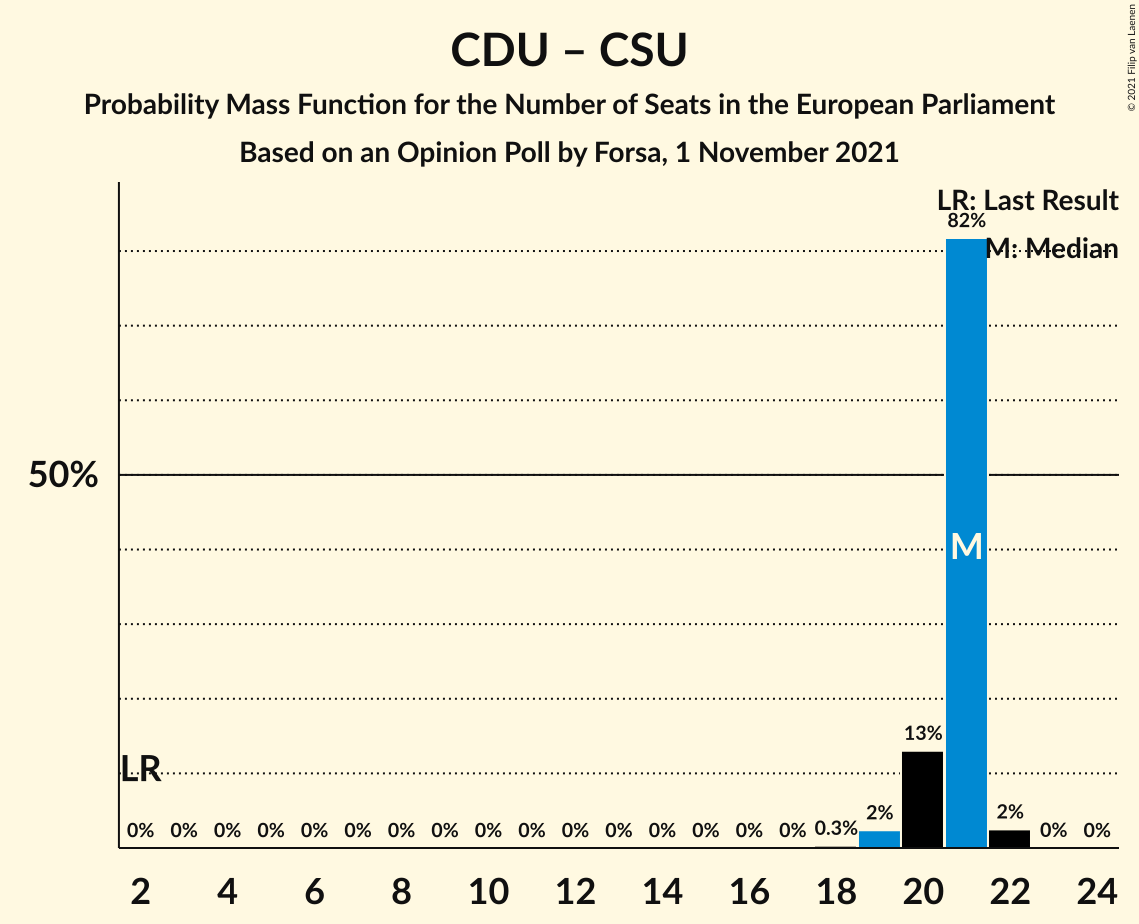 CDU – CSU
Probability Mass Function for the Number of Seats in the European Parliament
Based on an Opinion Poll by Forsa, 1 November 2021
© 2021 Filip van Laenen
LR: Last Result
82%
M: Median
50%
M
13%
LR
0% 0% 0% 0% 0% 0% 0% 0% 0% 0% 0% 0% 0% 0% 0% 0% 0.3% 2% 2% 0% 0%
2 4 6 8 10 12 14 16 18 20 22 24